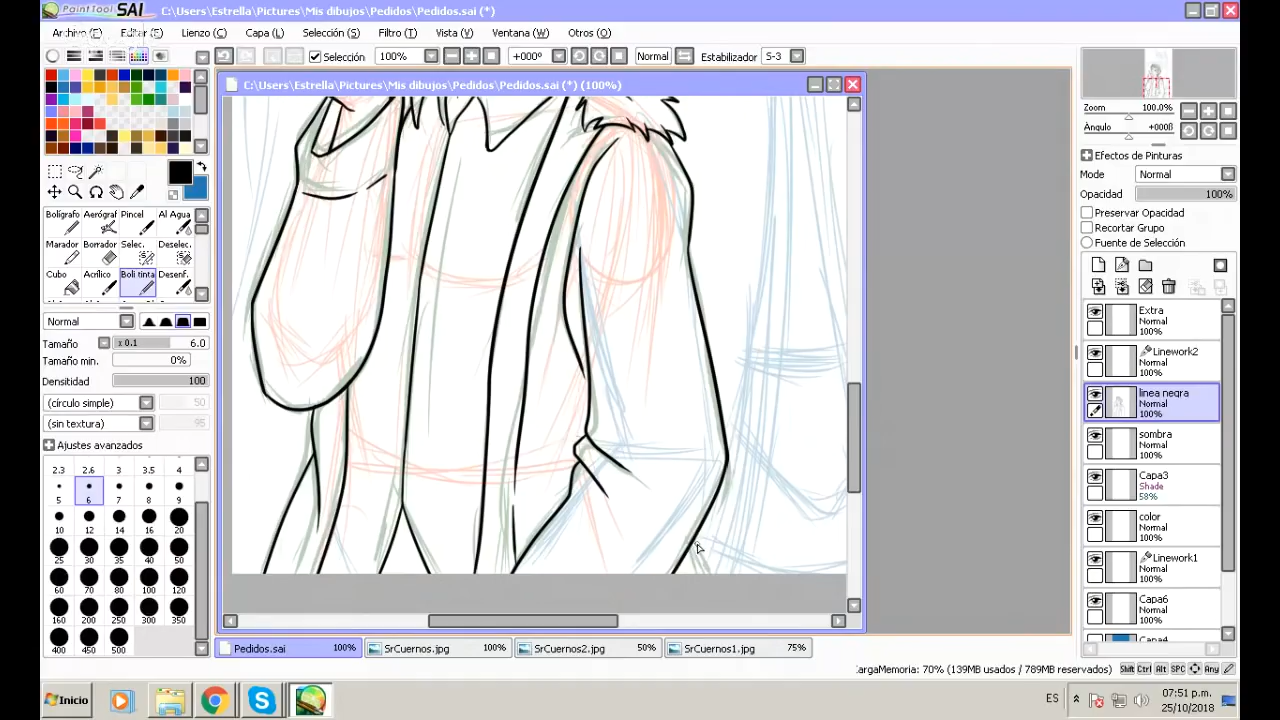 PaintTool SAI C:\Users\Estrella\Pictures\Mis dibujos\Pedidos\Pedidos.sai (*)
Archivo (F) Editar (E) Lienzo (C) Capa (L) Selección (S) Filtro (T) Vista (V) Ventana (W) Otros (O)
Selección 100% +000º Normal Estabilizador S-3
C:\Users\Estrella\Pictures\Mis dibujos\Pedidos\Pedidos.sai (*) (100%)
Zoom 100.0%
Ángulo +000º
Efectos de Pinturas
Mode Normal
Opacidad 100%
Preservar Opacidad
Recortar Grupo
Fuente de Selección
Bolígrafo Aerógraf Pincel Al Agua
Marador Borrador Selec. Deselec.
Cubo Acrílico Boli tinta Desenf.
Normal
Tamaño x 0.1 6.0
Tamaño min. 0%
Densitidad 100
(círculo simple) 50
(sin textura) 95
Ajustes avanzados
2.3 2.6 3 3.5 4
5 6 7 8 9
10 12 14 16 20
25 30 35 40 50
60 70 80 100 120
160 200 250 300 350
400 450 500
Extra
Normal
100%
Linework2
Normal
100%
linea negra
Normal
100%
sombra
Normal
100%
Capa3
Shade
58%
color
Normal
100%
Linework1
Normal
100%
Capa6
Normal
100%
Capa4
Pedidos.sai 100% SrCuernos.jpg 100% SrCuernos2.jpg 50% SrCuernos1.jpg 75%
CargaMemoria: 70% (139MB usados / 789MB reservados) Shift Ctrl Alt SPC Any
Inicio
ES
07:51 p.m.
25/10/2018